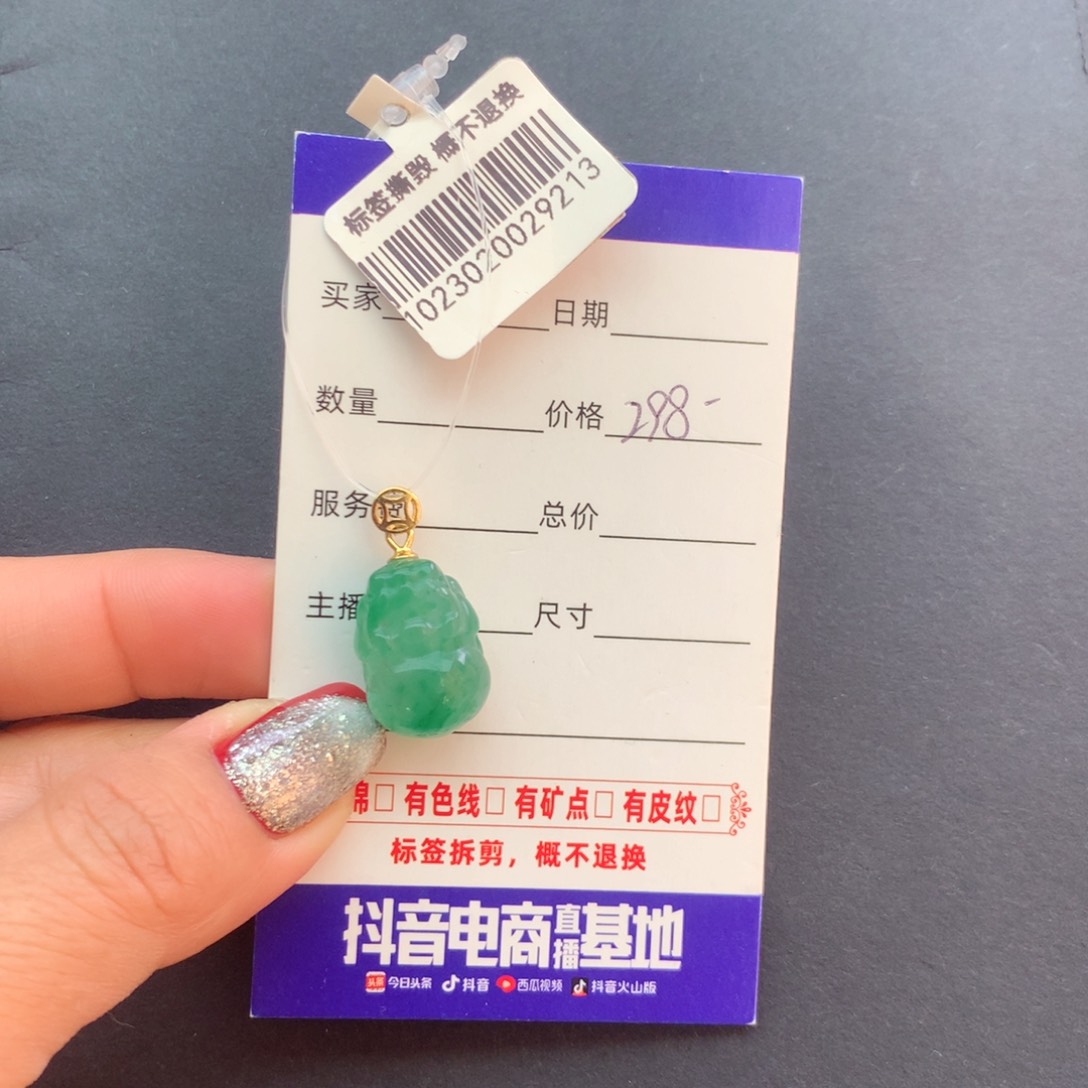 标签撕毁 概不退换
1023020029213
买家 日期
数量 价格 298-
服务 总价
主播 尺寸
棉□ 有色线□ 有矿点□ 有皮纹□
标签拆剪，概不退换
抖音电商直播基地
头条 今日头条 抖音 西瓜视频 抖音火山版